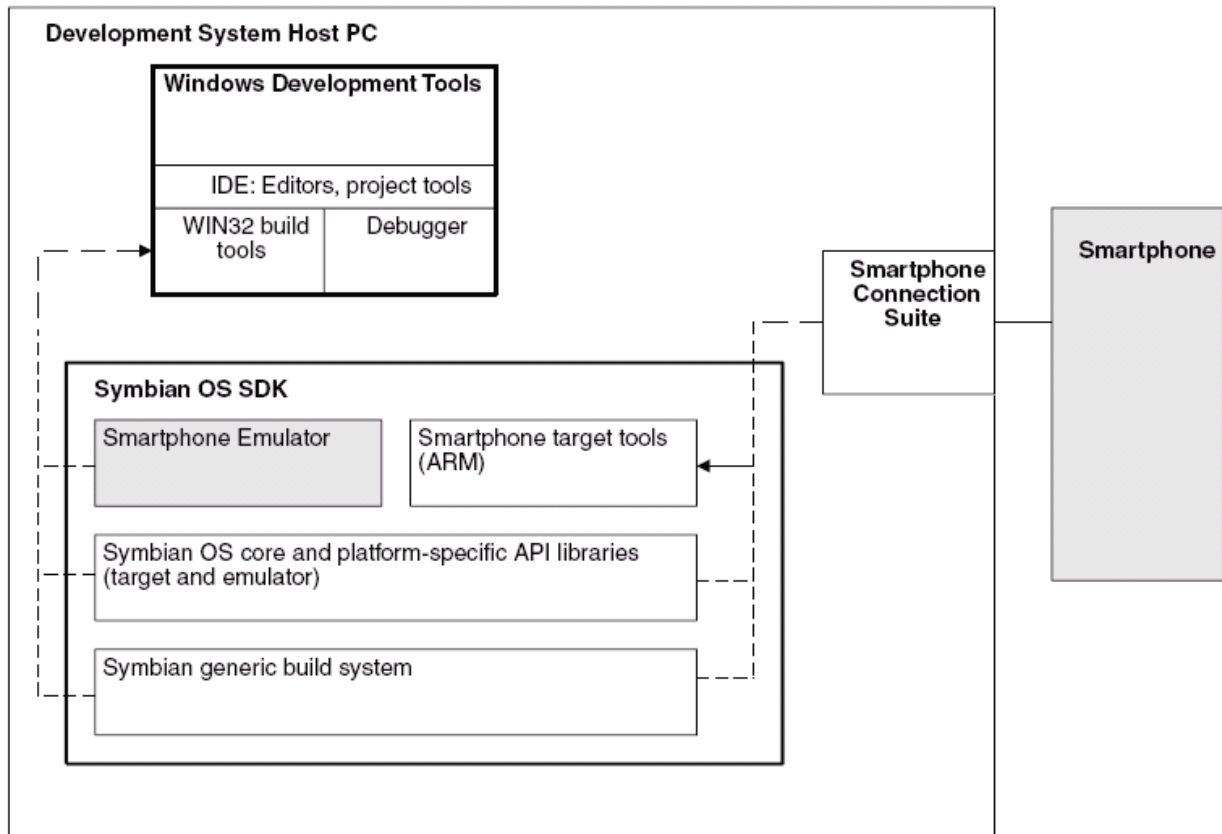 Development System Host PC
Windows Development Tools
IDE: Editors, project tools
WIN32 build
tools
Debugger
Smartphone
Connection
Suite
Smartphone
Symbian OS SDK
Smartphone Emulator
Smartphone target tools
(ARM)
Symbian OS core and platform-specific API libraries
(target and emulator)
Symbian generic build system